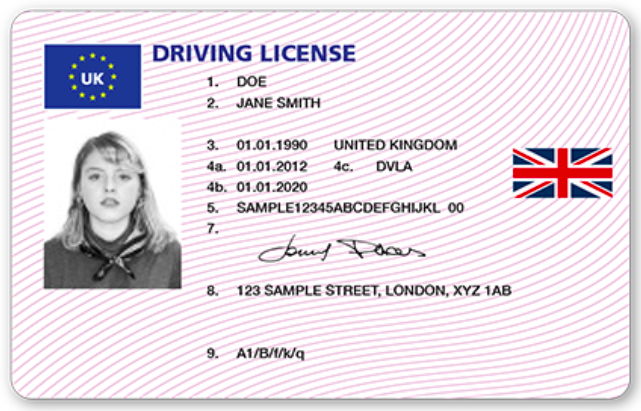 DRIVING LICENSE
UK
1. DOE
2. JANE SMITH
3. 01.01.1990 UNITED KINGDOM
4a. 01.01.2012 4c. DVLA
4b. 01.01.2020
5. SAMPLE12345ABCDEFGHIJKL 00
7.
8. 123 SAMPLE STREET, LONDON, XYZ 1AB
9. A1/B/f/k/q